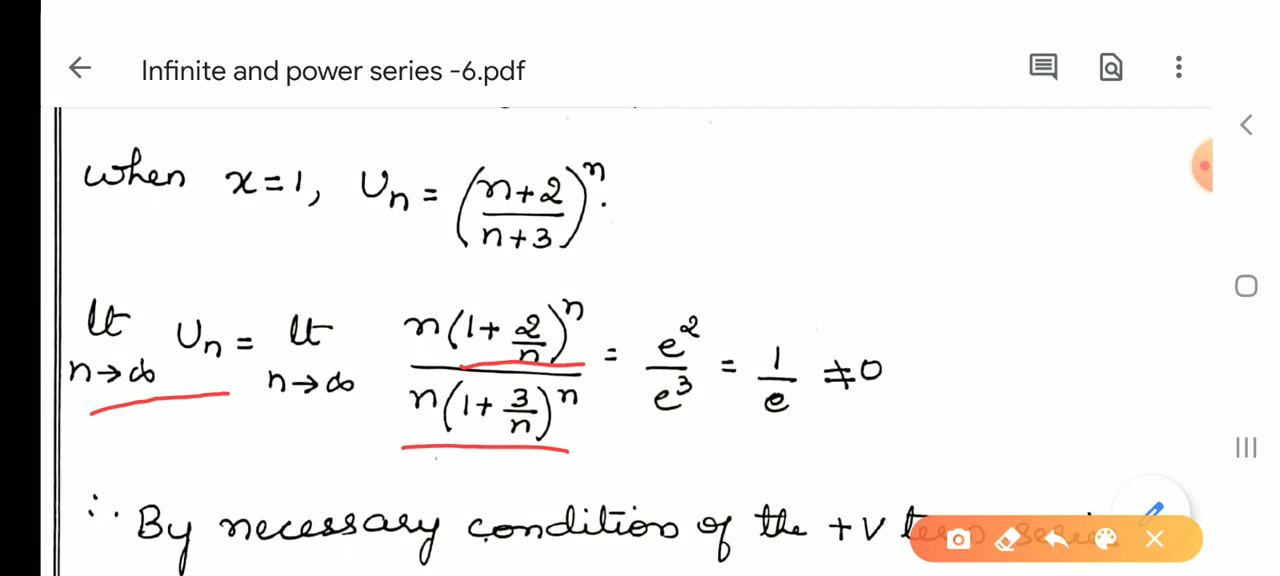 Infinite and power series -6.pdf
when x=1, Un = ((n+2)/(n+3))^n.
lt n→∞ Un = lt n→∞ n(1+2/n)^n / n(1+3/n)^n = e^2/e^3 = 1/e ≠0
∴ By necessary condition of the +v